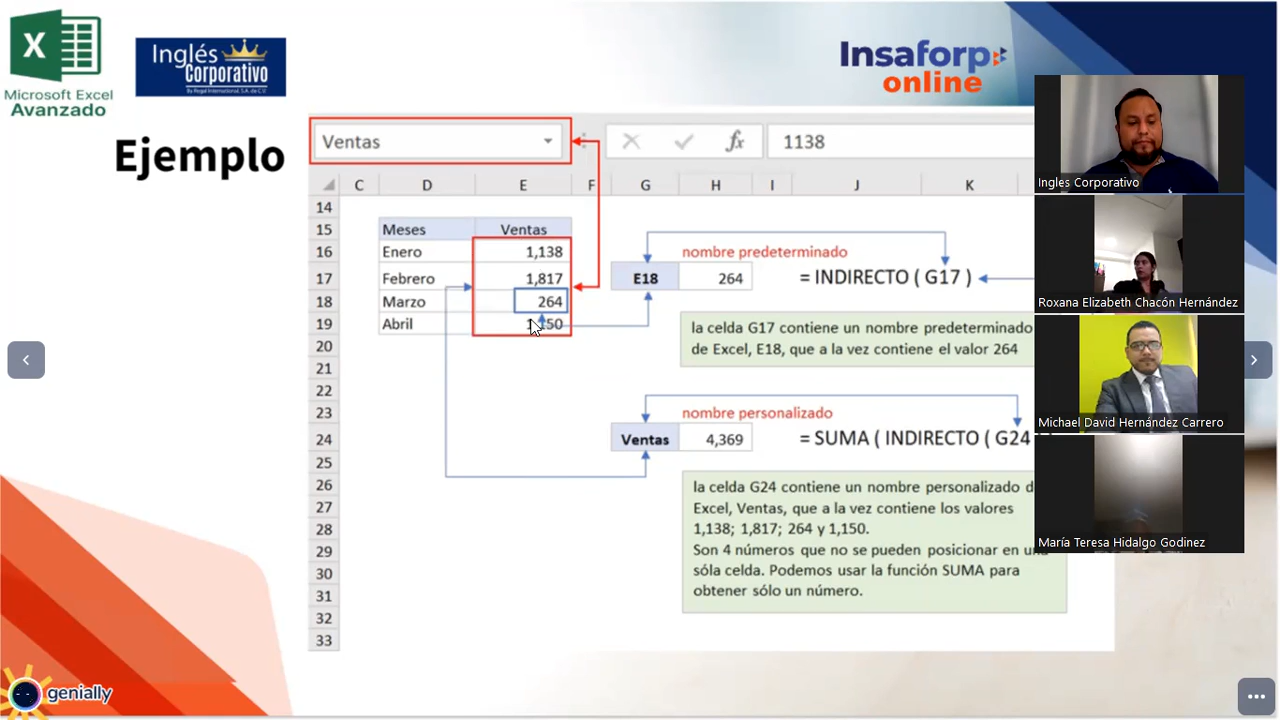 Microsoft Excel
Avanzado
Inglés
Corporativo
Insaforp
online
Ejemplo
Ventas
fx
1138
C D E F G H I J K
14
15 Meses Ventas
16 Enero 1,138 nombre predeterminado
17 Febrero 1,817 E18 264 = INDIRECTO ( G17 )
18 Marzo 264
19 Abril
la celda G17 contiene un nombre predeterminado
de Excel, E18, que a la vez contiene el valor 264
20
21
22
23 nombre personalizado
24 Ventas 4,369 = SUMA ( INDIRECTO ( G24
25
26
27
28
29
30
31
32
33
la celda G24 contiene un nombre personalizado
Excel, Ventas, que a la vez contiene los valores
1,138; 1,817; 264 y 1,150.
Son 4 números que no se pueden posicionar en
sóla celda. Podemos usar la función SUMA para
obtener sólo un número.
Ingles Corporativo
Roxana Elizabeth Chacón Hernández
Michael David Hernández Carrero
María Teresa Hidalgo Godinez
genially